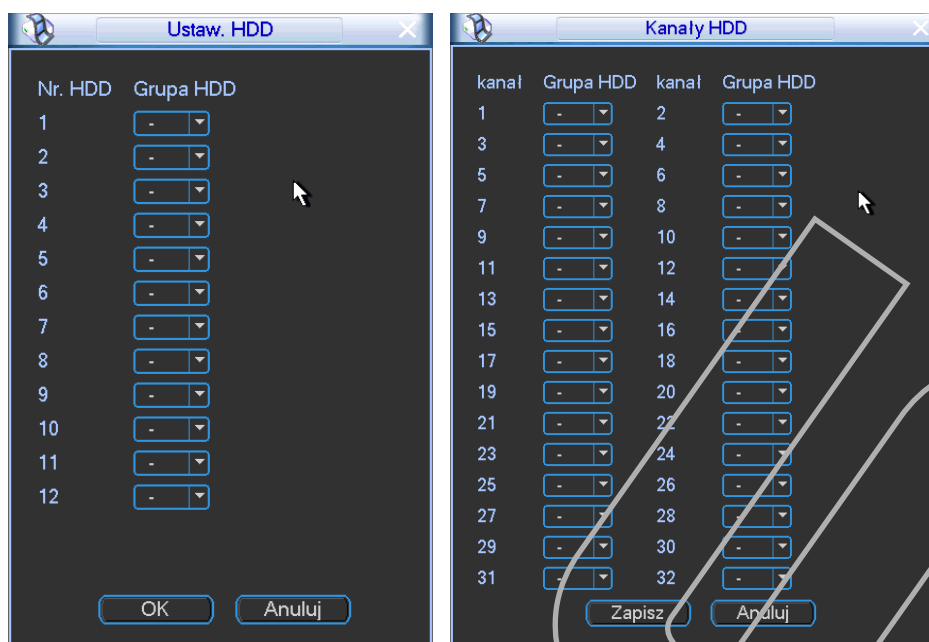 Ustaw. HDD
Nr. HDD Grupa HDD
1 -
2 -
3 -
4 -
5 -
6 -
7 -
8 -
9 -
10 -
11 -
12 -
OK Anuluj
Kanały HDD
kanał Grupa HDD kanał Grupa HDD
1 - 2 -
3 - 4 -
5 - 6 -
7 - 8 -
9 - 10 -
11 - 12 -
13 - 14 -
15 - 16 -
17 - 18 -
19 - 20 -
21 - 22 -
23 - 24 -
25 - 26 -
27 - 28 -
29 - 30 -
31 - 32 -
Zapisz Anuluj